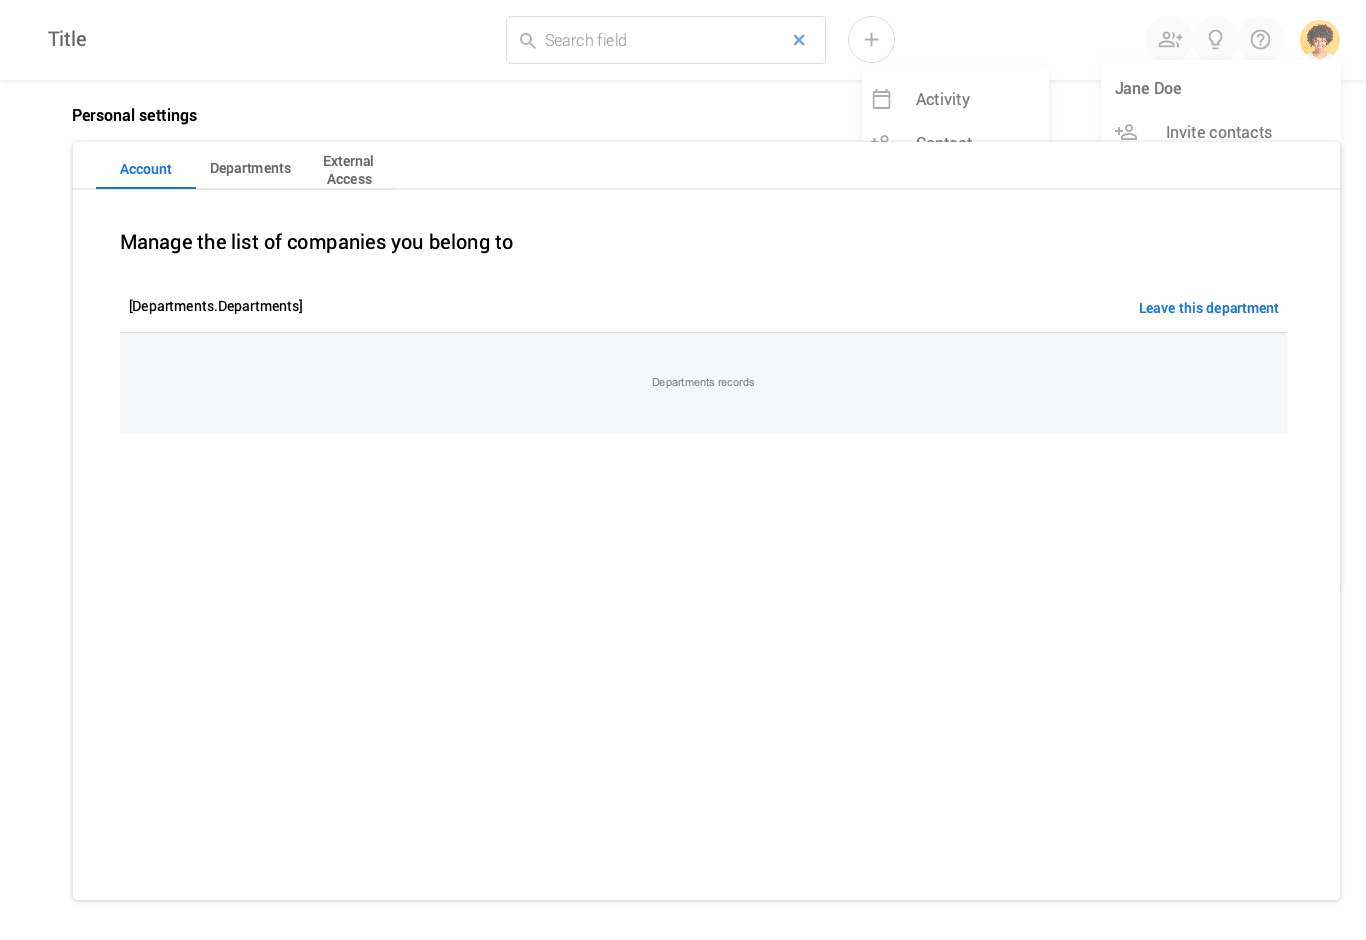 Title
Search field
Activity
Contact
Jane Doe
Invite contacts
Personal settings
Account
Departments
External
Access
Manage the list of companies you belong to
[Departments.Departments]
Leave this department
Departments records